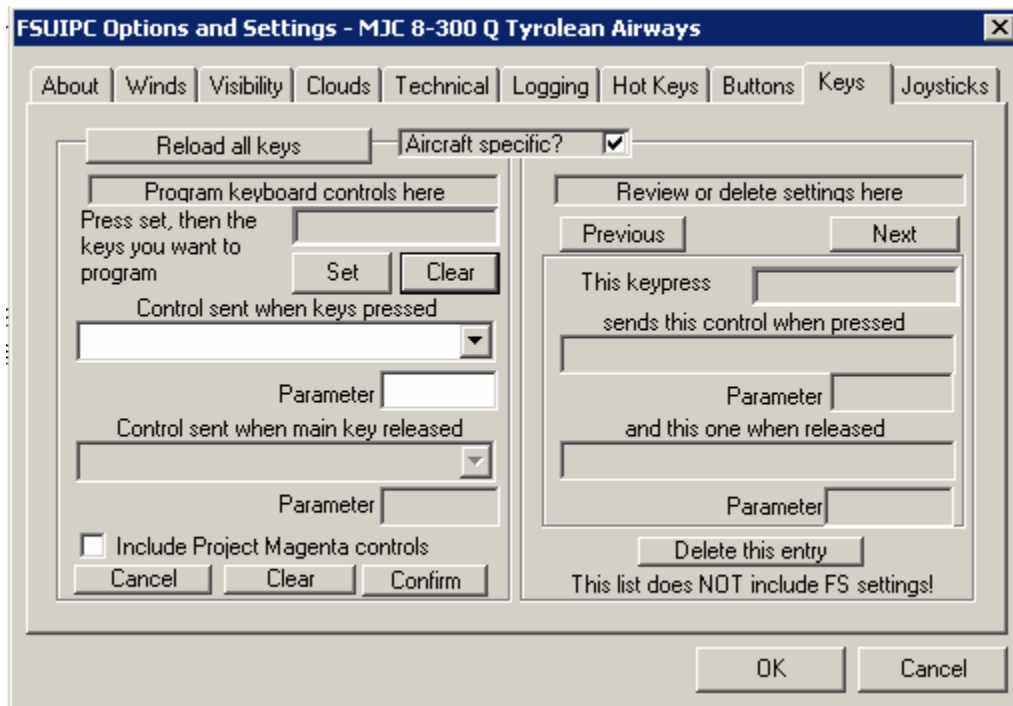 FSUIPC Options and Settings - MJC 8-300 Q Tyrolean Airways
About Winds Visibility Clouds Technical Logging Hot Keys Buttons Keys Joysticks
Reload all keys
Aircraft specific?
Program keyboard controls here
Press set, then the
keys you want to
program
Set Clear
Control sent when keys pressed
Parameter
Control sent when main key released
Parameter
Include Project Magenta controls
Cancel Clear Confirm
Review or delete settings here
Previous Next
This keypress
sends this control when pressed
Parameter
and this one when released
Parameter
Delete this entry
This list does NOT include FS settings!
OK Cancel